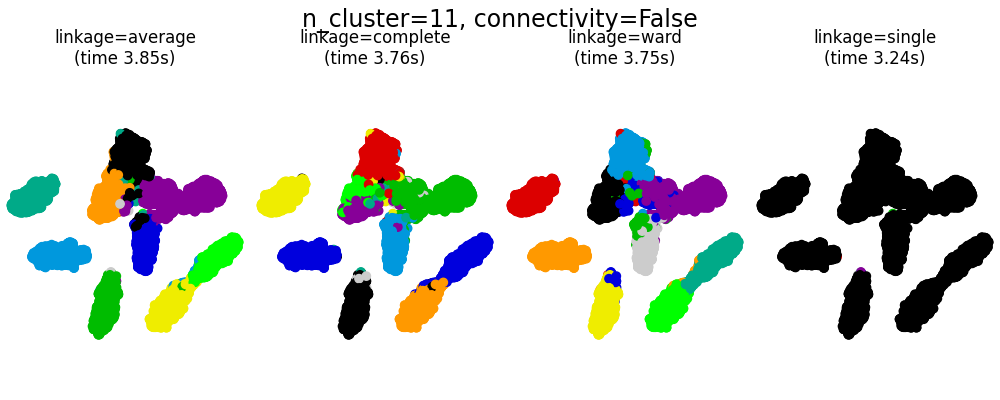 n_cluster=11, connectivity=False
linkage=average
(time 3.85s)
linkage=complete
(time 3.76s)
linkage=ward
(time 3.75s)
linkage=single
(time 3.24s)